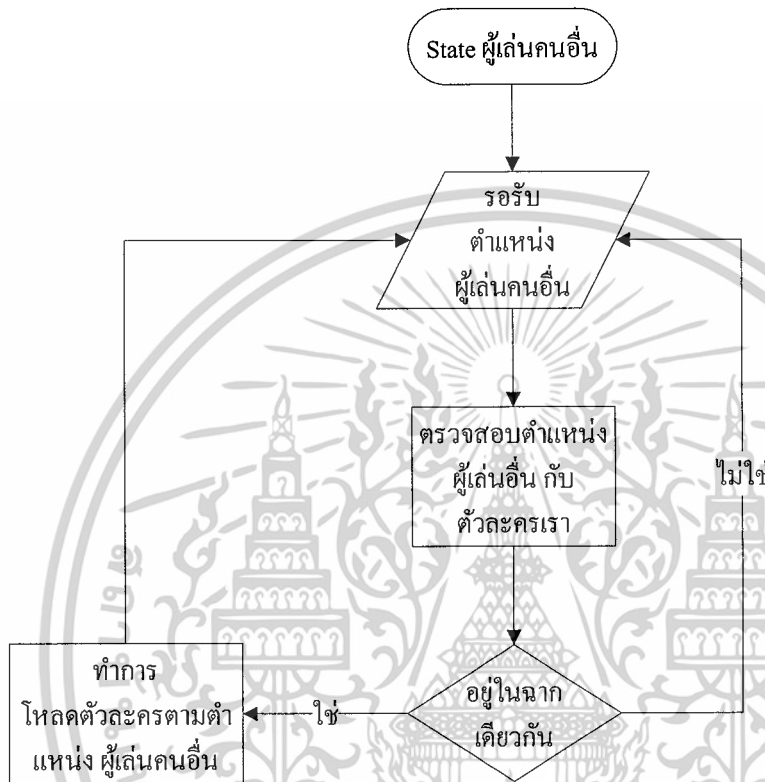 State ผู้เล่นคนอื่น
รอรับ
ตำแหน่ง
ผู้เล่นคนอื่น
ตรวจสอบตำแหน่ง
ผู้เล่นอื่น กับ
ตัวละครเรา
ไม่ใช่
ทำการ
โหลดตัวละครตามตำ
แหน่ง ผู้เล่นคนอื่น
ใช่
อยู่ในฉาก
เดียวกัน